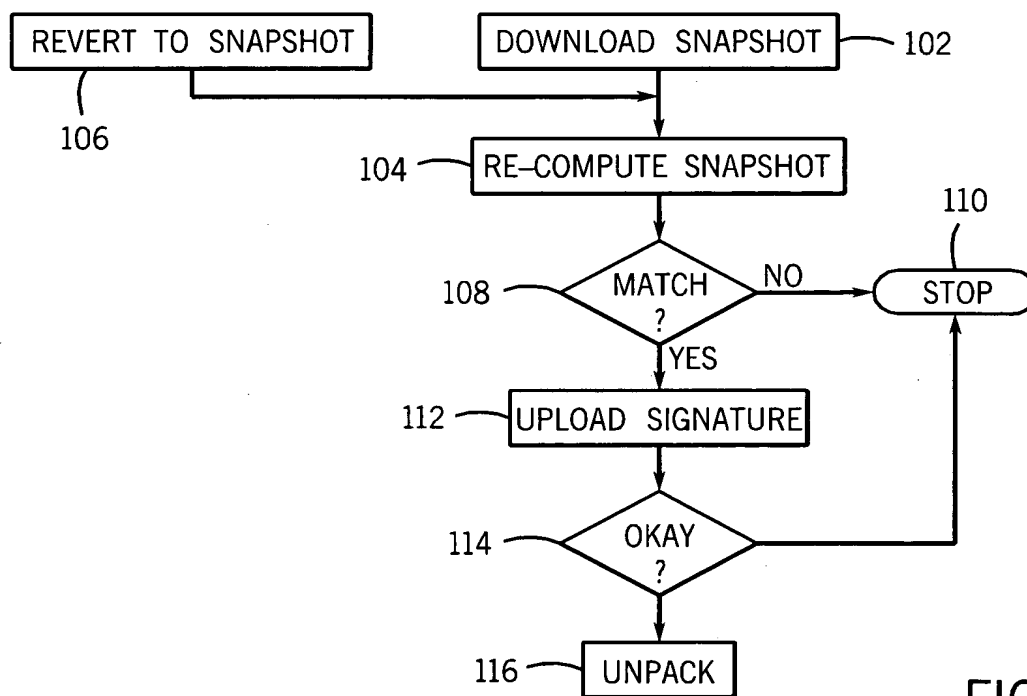 REVERT TO SNAPSHOT
DOWNLOAD SNAPSHOT
102
106
104
RE-COMPUTE SNAPSHOT
110
108
MATCH
?
NO
STOP
YES
112
UPLOAD SIGNATURE
114
OKAY
?
116
UNPACK